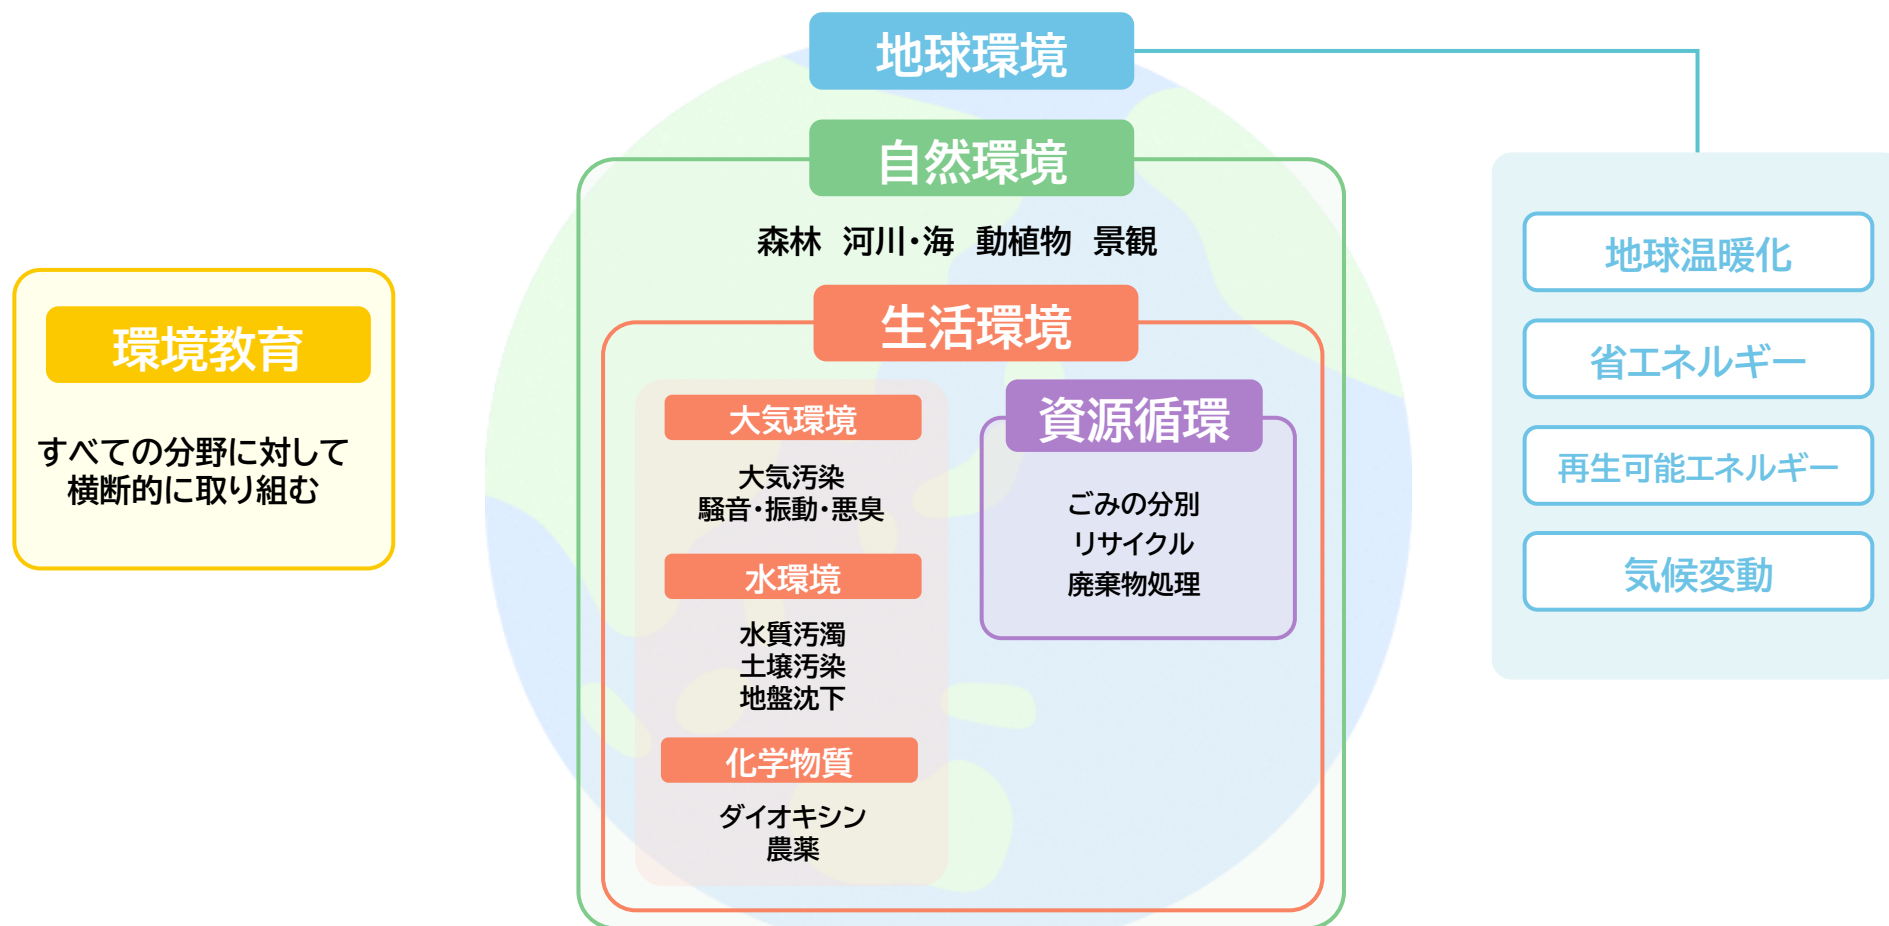 地球環境
自然環境
森林 河川・海 動植物 景観
生活環境
大気環境
大気汚染
騒音・振動・悪臭
水環境
水質汚濁
土壌汚染
地盤沈下
化学物質
ダイオキシン
農薬
資源循環
ごみの分別
リサイクル
廃棄物処理
環境教育
すべての分野に対して
横断的に取り組む
地球温暖化
省エネルギー
再生可能エネルギー
気候変動